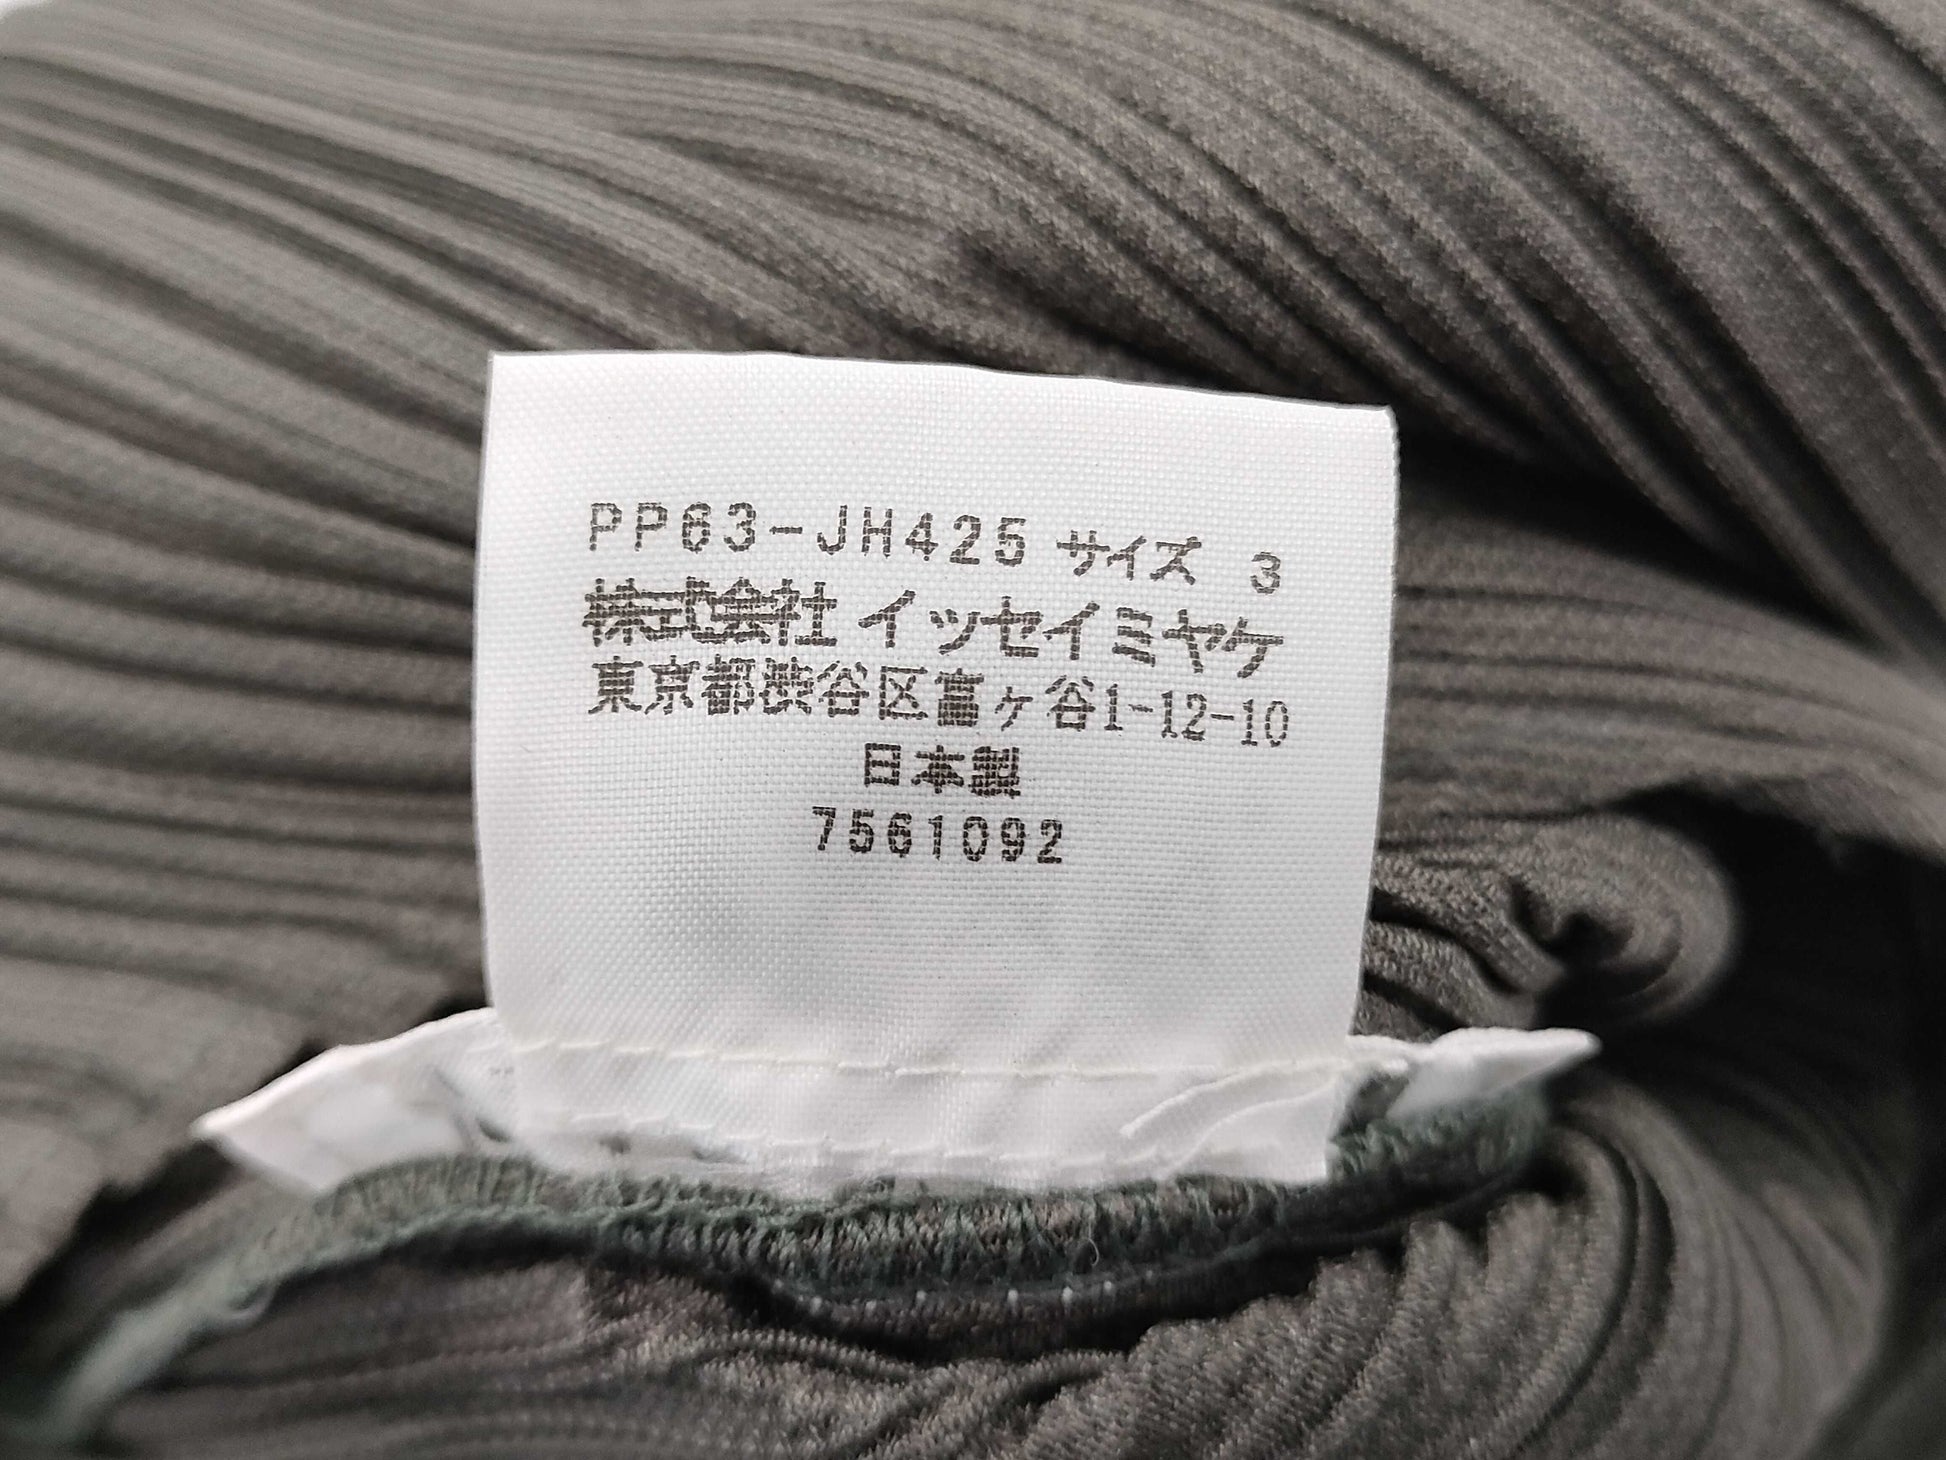 PP63-JH425 サイズ 3
株式会社 イッセイミヤケ
東京都渋谷区富ヶ谷1-12-10
日本製
7561092